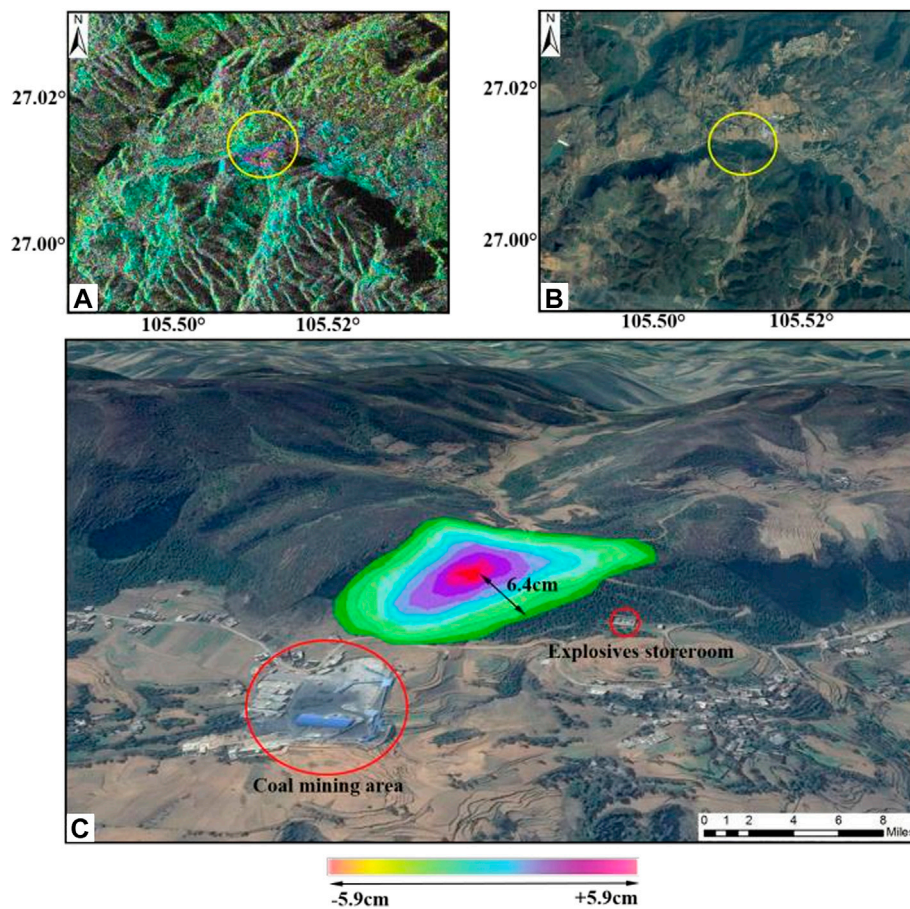 N
N
27.02°
27.02°
27.00°
27.00°
A
B
105.50°
105.52°
105.50°
105.52°
6.4cm
Explosives storeroom
Coal mining area
0 1 2 4 6 8
Miles
C
-5.9cm
+5.9cm